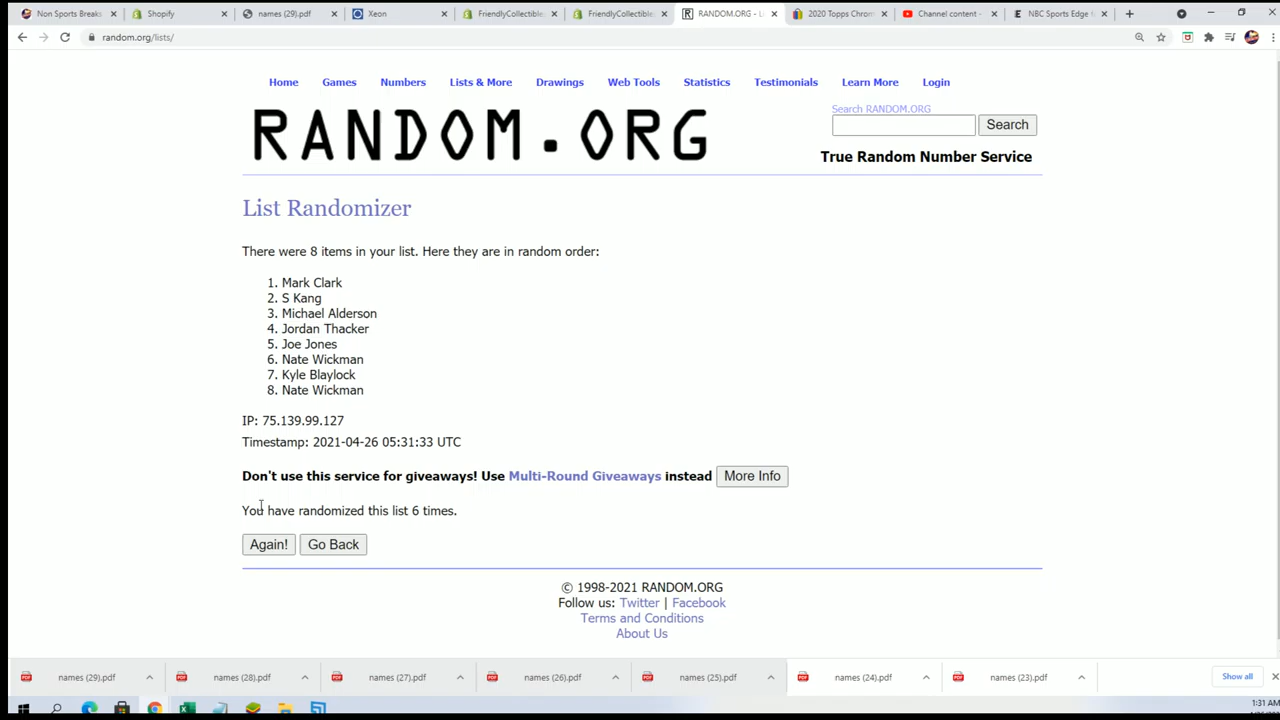 Non Sports Breaks
Shopify
names (29).pdf
Xeon
FriendlyCollectibles
FriendlyCollectible
RANDOM.ORG - Li
2020 Topps Chrom
Channel content -
NBC Sports Edge
random.org/lists/
Home Games Numbers Lists & More Drawings Web Tools Statistics Testimonials Learn More Login
RANDOM.ORG
Search RANDOM.ORG
Search
True Random Number Service
List Randomizer
There were 8 items in your list. Here they are in random order:
1. Mark Clark
2. S Kang
3. Michael Alderson
4. Jordan Thacker
5. Joe Jones
6. Nate Wickman
7. Kyle Blaylock
8. Nate Wickman
IP: 75.139.99.127
Timestamp: 2021-04-26 05:31:33 UTC
Don't use this service for giveaways! Use Multi-Round Giveaways instead More Info
You have randomized this list 6 times.
Again! Go Back
© 1998-2021 RANDOM.ORG
Follow us: Twitter | Facebook
Terms and Conditions
About Us
names (29).pdf names (28).pdf names (27).pdf names (26).pdf names (25).pdf names (24).pdf names (23).pdf Show all
1:31 AM